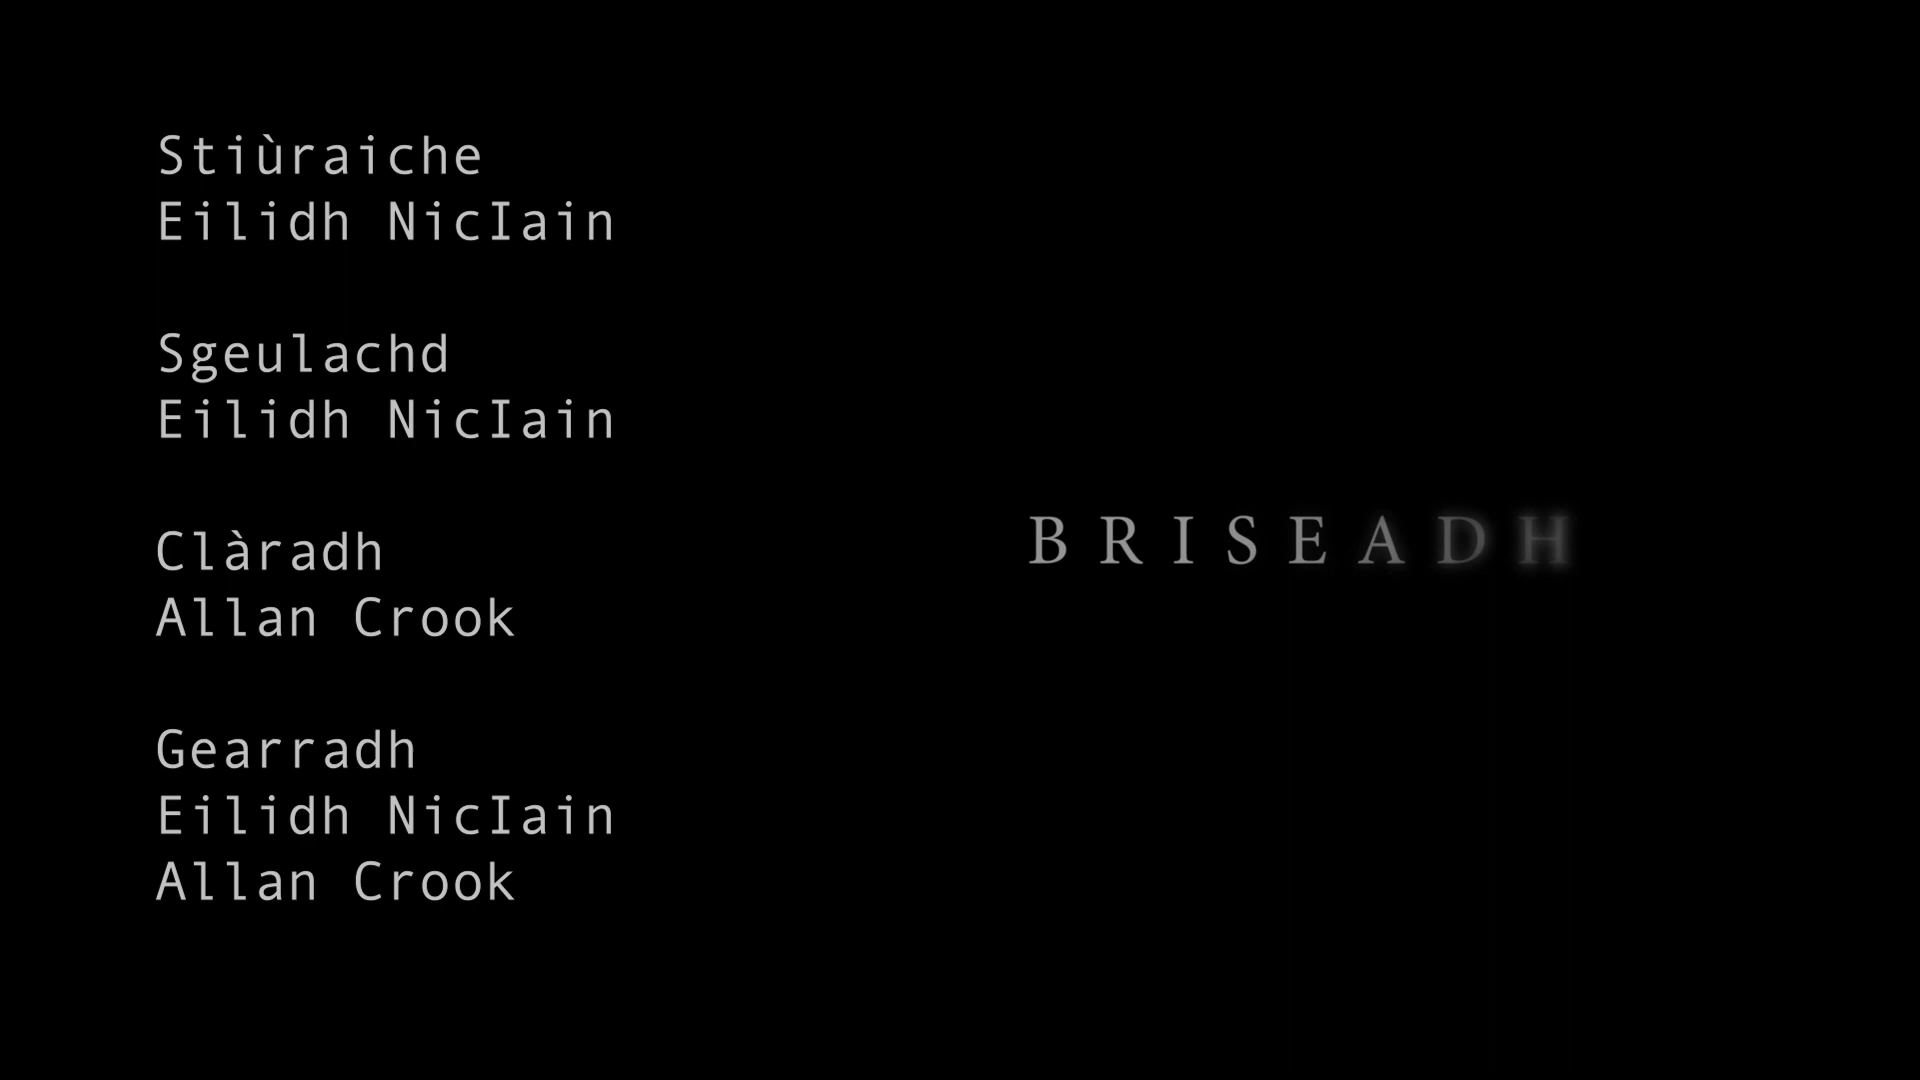 Stiùraiche
Eilidh NicIain
Sgeulachd
Eilidh NicIain
Clàradh
Allan Crook
Gearradh
Eilidh NicIain
Allan Crook
BRISEADH